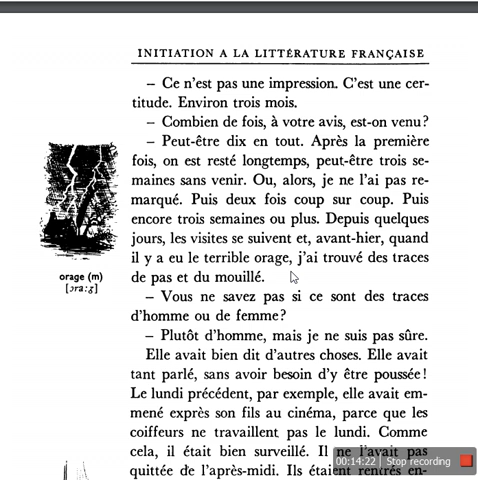 INITIATION A LA LITTÉRATURE FRANÇAISE
– Ce n'est pas une impression. C'est une cer-
titude. Environ trois mois.
– Combien de fois, à votre avis, est-on venu?
– Peut-être dix en tout. Après la première
fois, on est resté longtemps, peut-être trois se-
maines sans venir. Ou, alors, je ne l'ai pas re-
marqué. Puis deux fois coup sur coup. Puis
encore trois semaines ou plus. Depuis quelques
jours, les visites se suivent et, avant-hier, quand
il y a eu le terrible orage, j'ai trouvé des traces
de pas et du mouillé.
orage (m)
[ɔra:ʒ]
– Vous ne savez pas si ce sont des traces
d'homme ou de femme?
– Plutôt d'homme, mais je ne suis pas sûre.
Elle avait bien dit d'autres choses. Elle avait
tant parlé, sans avoir besoin d'y être poussée!
Le lundi précédent, par exemple, elle avait em-
mené exprès son fils au cinéma, parce que les
coiffeurs ne travaillent pas le lundi. Comme
cela, il était bien surveillé. Il ne l'avait pas
quittée de l'après-midi. Ils étaient rentrés en-
00:14:22 Stop recording